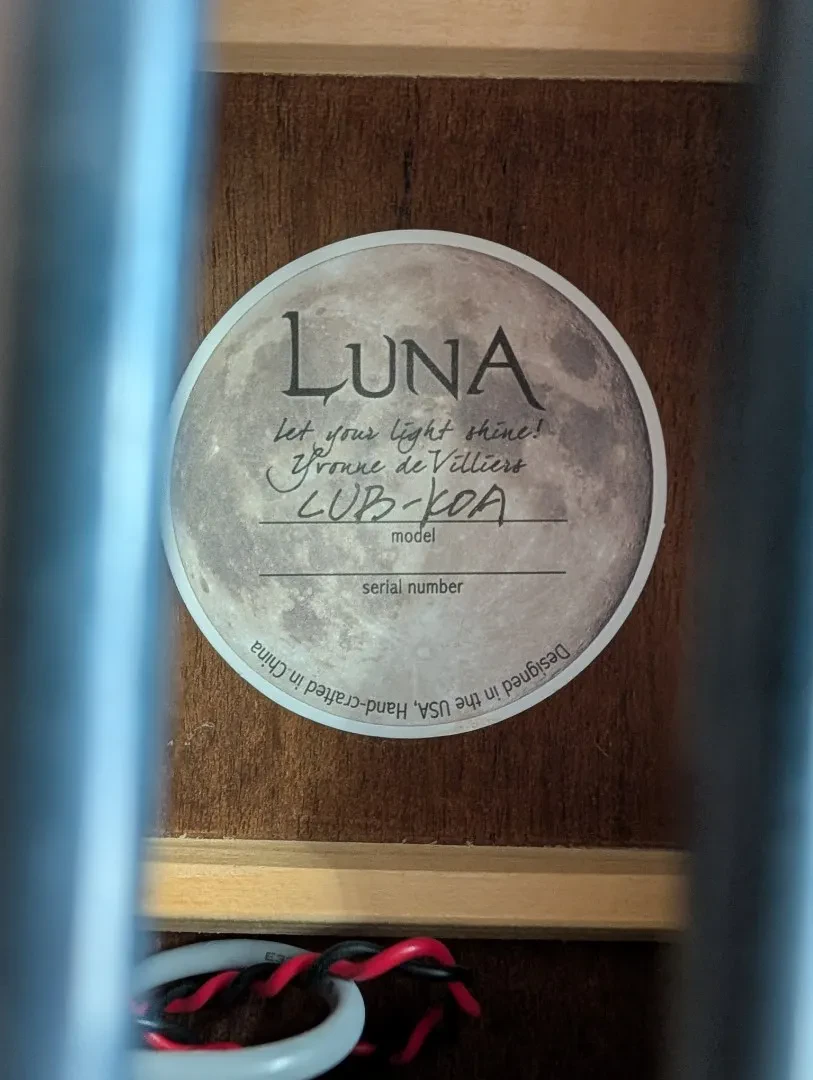 LUNA
Let your light shine!
Yvonne de Villiers
LUB-KOA
model
serial number
Designed in the USA, Hand-crafted in China